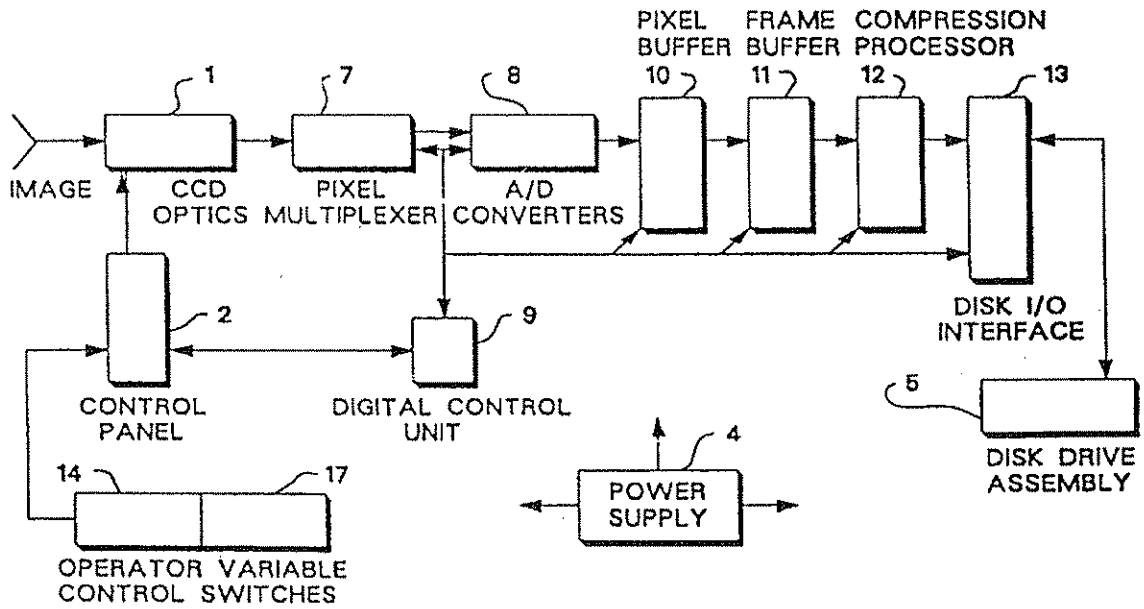 PIXEL BUFFER
FRAME BUFFER
COMPRESSION PROCESSOR
1
7
8
10
11
12
13
IMAGE
CCD OPTICS
PIXEL MULTIPLEXER
A/D CONVERTERS
2
9
DISK I/O
INTERFACE
CONTROL
PANEL
DIGITAL CONTROL
UNIT
5
4
14
17
POWER
SUPPLY
DISK DRIVE
ASSEMBLY
OPERATOR VARIABLE
CONTROL SWITCHES